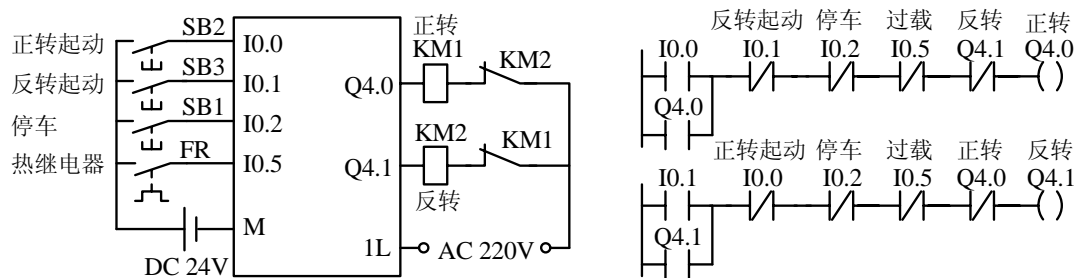 正转起动 SB2 I0.0
反转起动 SB3 I0.1
停车 SB1 I0.2
热继电器 FR I0.5
M
DC 24V
正转
KM1
Q4.0
KM2
KM2
Q4.1
KM1
反转
1L
AC 220V
反转起动 停车 过载 反转 正转
I0.0 I0.1 I0.2 I0.5 Q4.1 Q4.0
Q4.0
正转起动 停车 过载 正转 反转
I0.1 I0.0 I0.2 I0.5 Q4.0 Q4.1
Q4.1